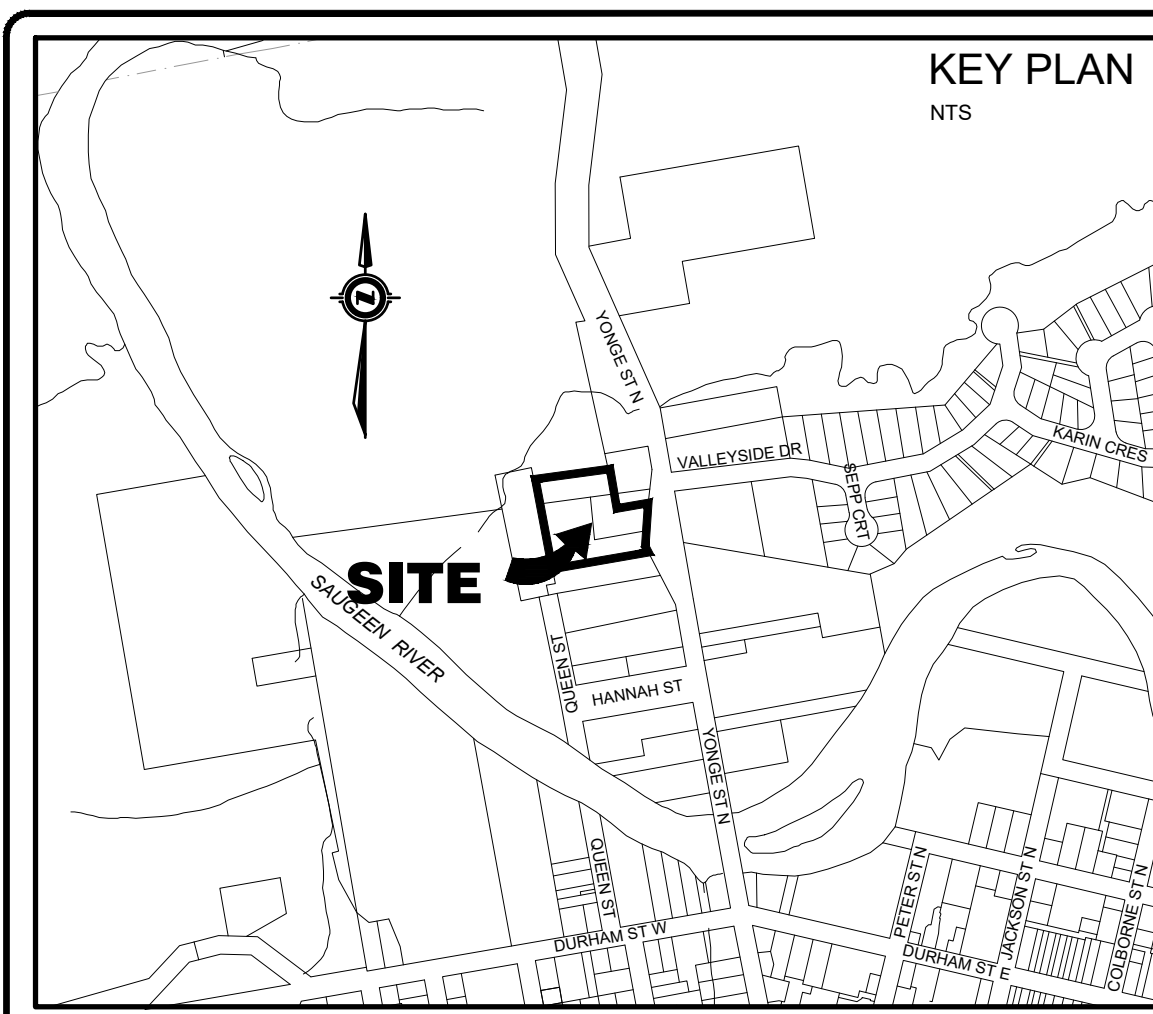 KEY PLAN
NTS
N
YONGE ST N
VALLEYSIDE DR
KARIN CRES
SEPP CRT
SITE
SAUGEEN RIVER
QUEEN ST
HANNAH ST
YONGE ST N
QUEEN ST
DURHAM ST W
PETER ST N
JACKSON ST N
COLBORNE ST N
DURHAM ST E